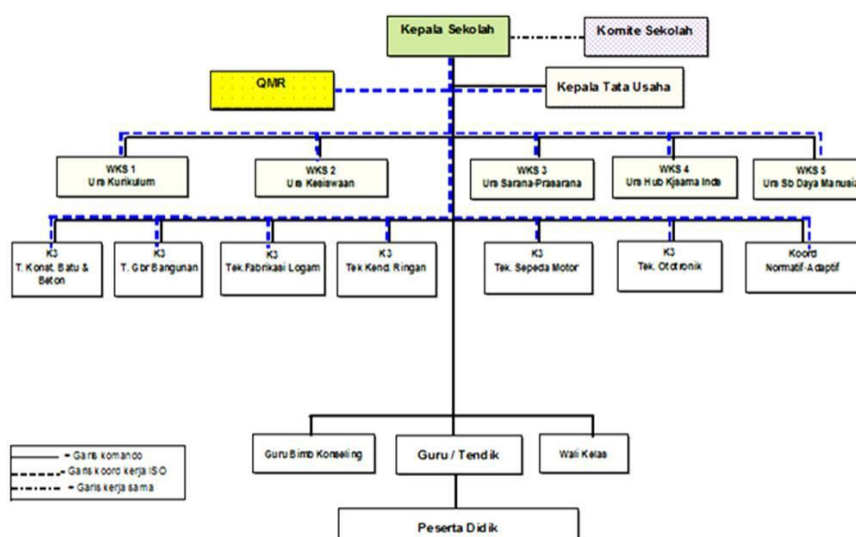 Kepala Sekolah
Komite Sekolah
QMR
Kepala Tata Usaha
WKS 1
Urs Kurikulum
WKS 2
Urs Kesiswaan
WKS 3
Urs Sarana-Prasarana
WKS 4
Urs Hub Kjsama Inds
WKS 5
Urs Sb Daya Manusia
K3
T. Konst. Batu &
Beton
K3
T. Gbr Bangunan
K3
Tek.Fabrikasi Logam
K3
Tek Kend. Ringan
K3
Tek. Sepeda Motor
K3
Tek. Ototronik
Koord
Normatif-Adaptif
Guru Bimb Konseling
Guru / Tendik
Wali Kelas
Peserta Didik
= Garis komando
= Garis koord kerja ISO
= Garis kerja sama